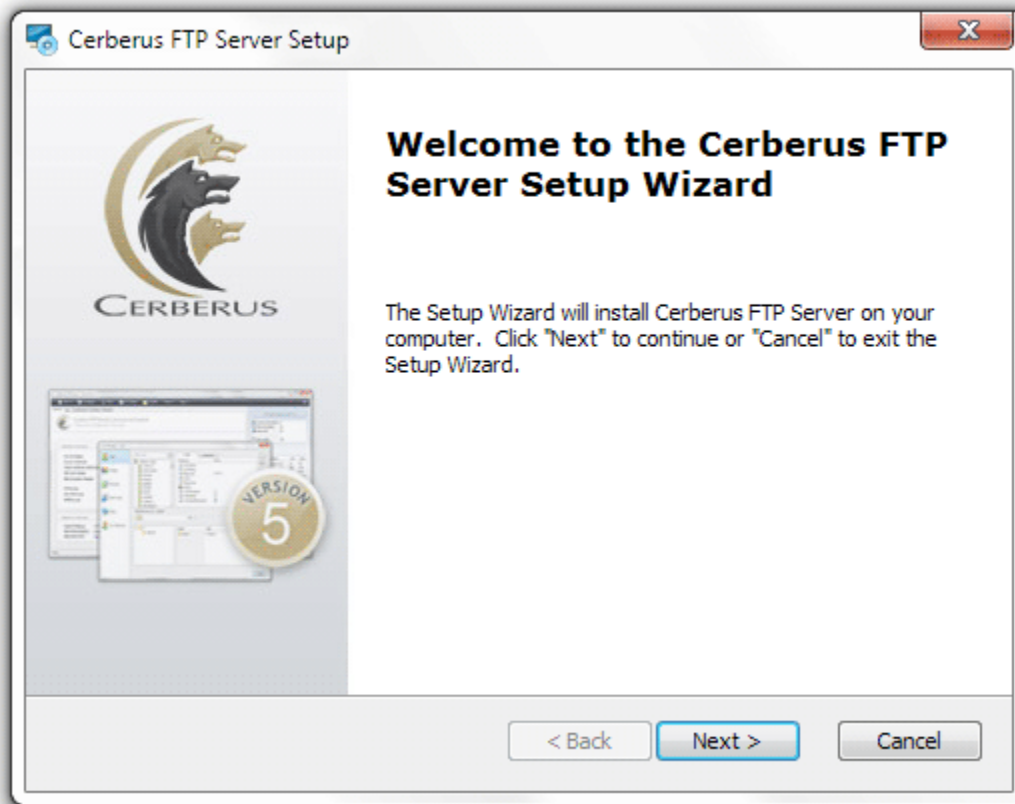 Cerberus FTP Server Setup
Welcome to the Cerberus FTP
Server Setup Wizard
CERBERUS
The Setup Wizard will install Cerberus FTP Server on your
computer. Click "Next" to continue or "Cancel" to exit the
Setup Wizard.
VERSION
5
< Back
Next >
Cancel